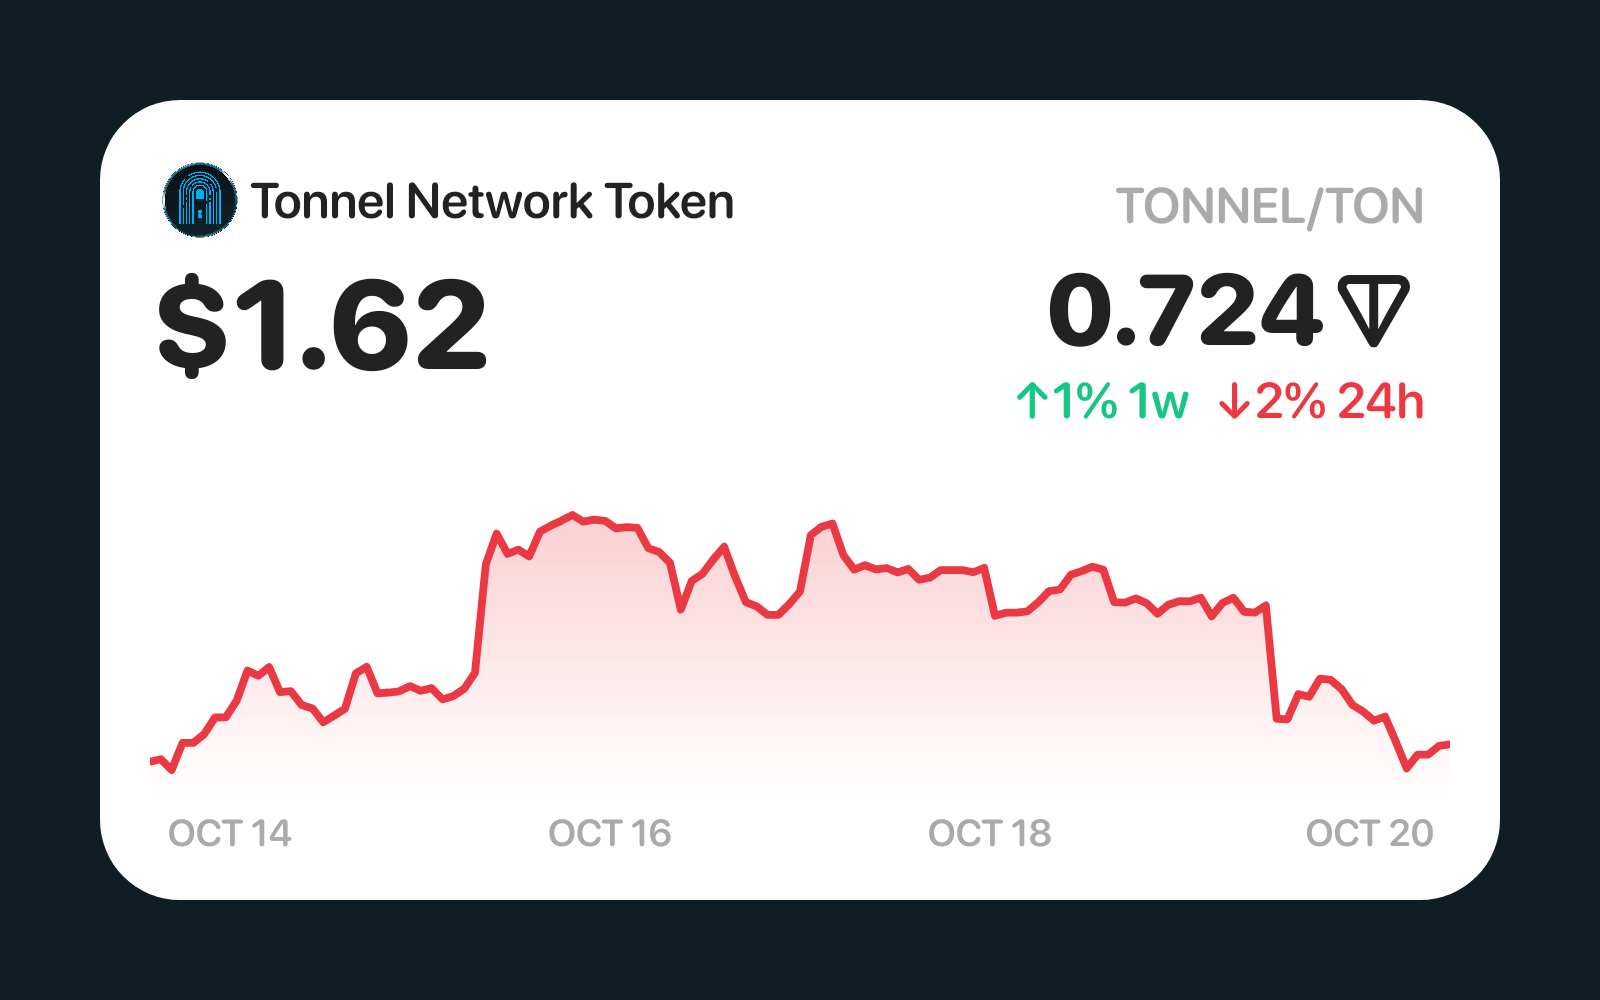 Tonnel Network Token
TONNEL/TON
$1.62
0.724
↑1% 1w ↓2% 24h
OCT 14
OCT 16
OCT 18
OCT 20